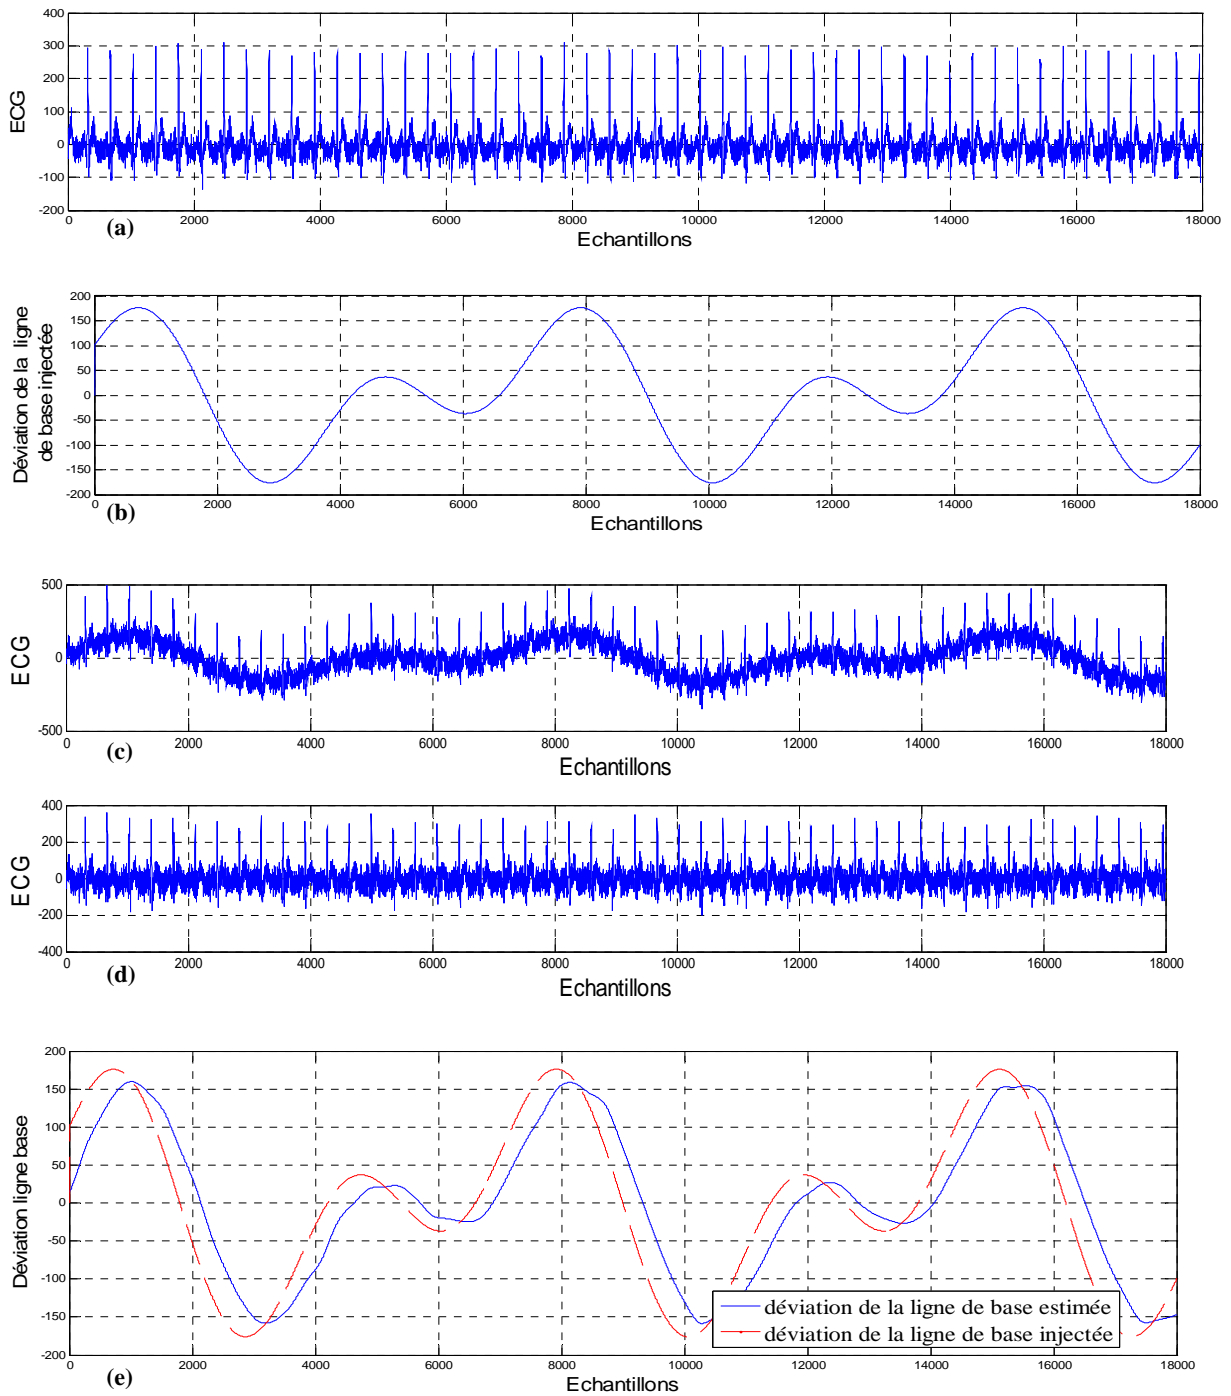 400
300
200
100
0
-100
-200
ECG
0 2000 4000 6000 8000 10000 12000 14000 16000 18000
(a)
Echantillons
200
150
100
50
0
-50
-100
-150
-200
Déviation de la ligne
de base injectée
0 2000 4000 6000 8000 10000 12000 14000 16000 18000
(b)
Echantillons
500
0
-500
ECG
0 2000 4000 6000 8000 10000 12000 14000 16000 18000
(c)
Echantillons
400
200
0
-200
-400
ECG
0 2000 4000 6000 8000 10000 12000 14000 16000 18000
(d)
Echantillons
200
150
100
50
0
-50
-100
-150
-200
Déviation ligne base
déviation de la ligne de base estimée
déviation de la ligne de base injectée
0 2000 4000 6000 8000 10000 12000 14000 16000 18000
(e)
Echantillons